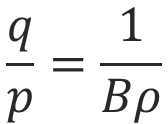 q/p = 1/Bρ